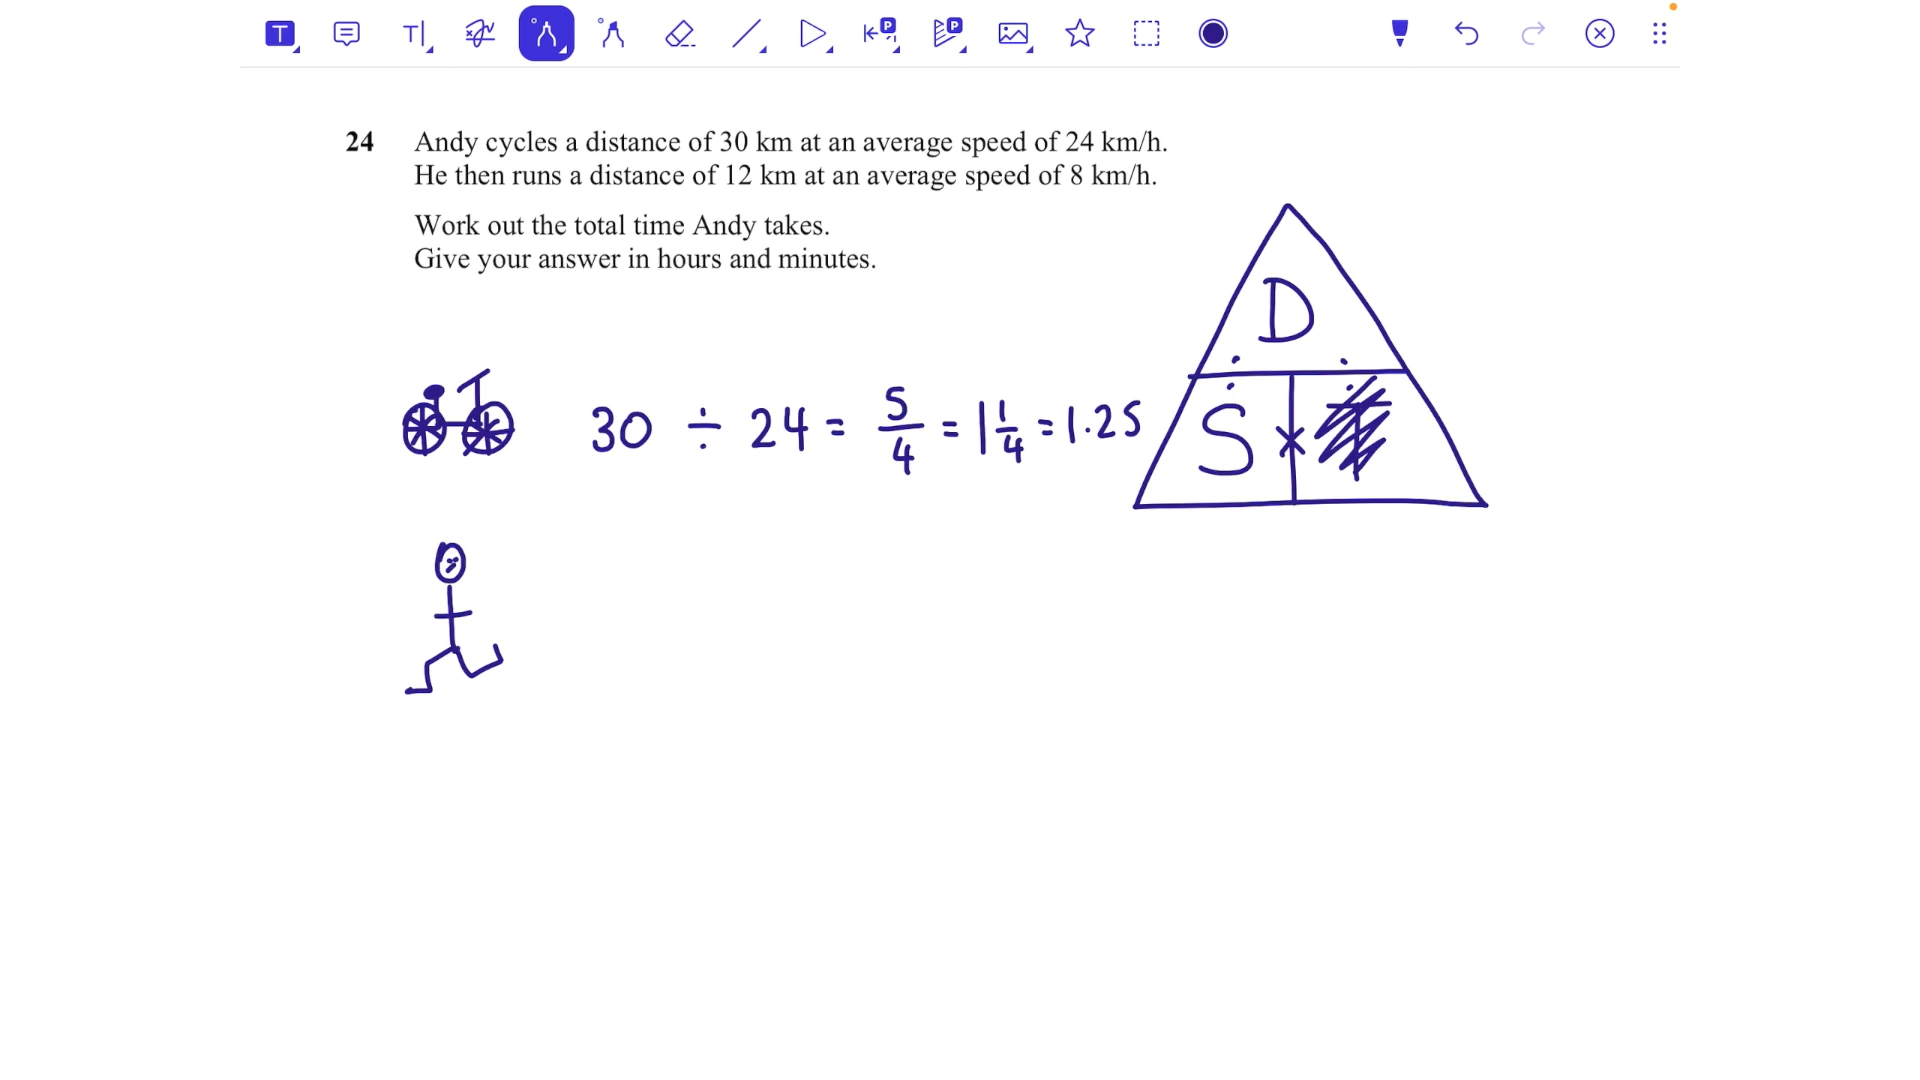 24 Andy cycles a distance of 30 km at an average speed of 24 km/h.
He then runs a distance of 12 km at an average speed of 8 km/h.
Work out the total time Andy takes.
Give your answer in hours and minutes.
D
30 ÷ 24 = 5/4 = 1 1/4 = 1.25
S × T